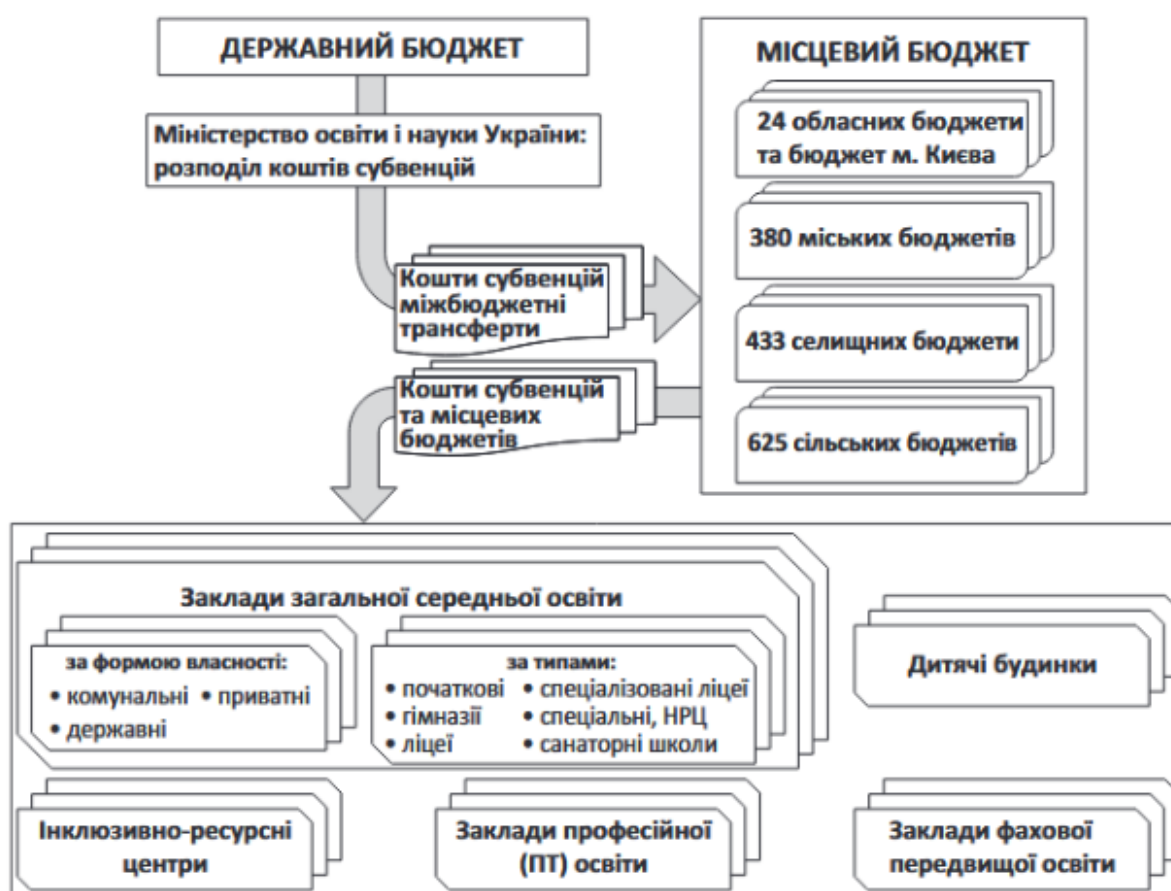 ДЕРЖАВНИЙ БЮДЖЕТ
Міністерство освіти і науки України:
розподіл коштів субвенцій
Кошти субвенцій
міжбюджетні
трансферти
МІСЦЕВИЙ БЮДЖЕТ
24 обласних бюджети
та бюджет м. Києва
380 міських бюджетів
433 селищних бюджети
625 сільських бюджетів
Кошти субвенцій
та місцевих
бюджетів
Заклади загальної середньої освіти
за формою власності:
• комунальні • приватні
• державні
за типами:
• початкові • спеціалізовані ліцеї
• гімназії • спеціальні, НРЦ
• ліцеї • санаторні школи
Дитячі будинки
Інклюзивно-ресурсні
центри
Заклади професійної
(ПТ) освіти
Заклади фахової
передвищої освіти